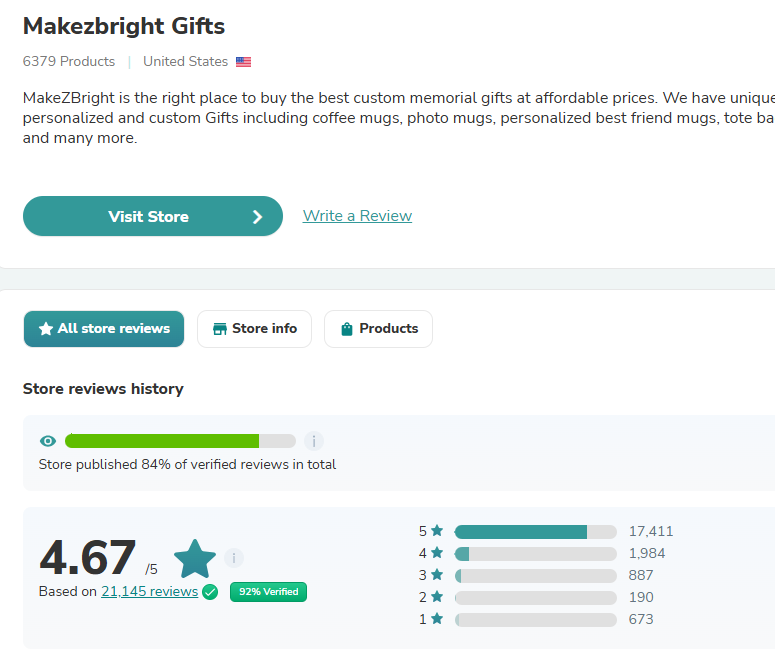 Makezbright Gifts
6379 Products | United States
MakeZBright is the right place to buy the best custom memorial gifts at affordable prices. We have unique
personalized and custom Gifts including coffee mugs, photo mugs, personalized best friend mugs, tote ba
and many more.
Visit Store
Write a Review
All store reviews
Store info
Products
Store reviews history
i
Store published 84% of verified reviews in total
4.67 /5
i
Based on 21,145 reviews
92% Verified
5 17,411
4 1,984
3 887
2 190
1 673